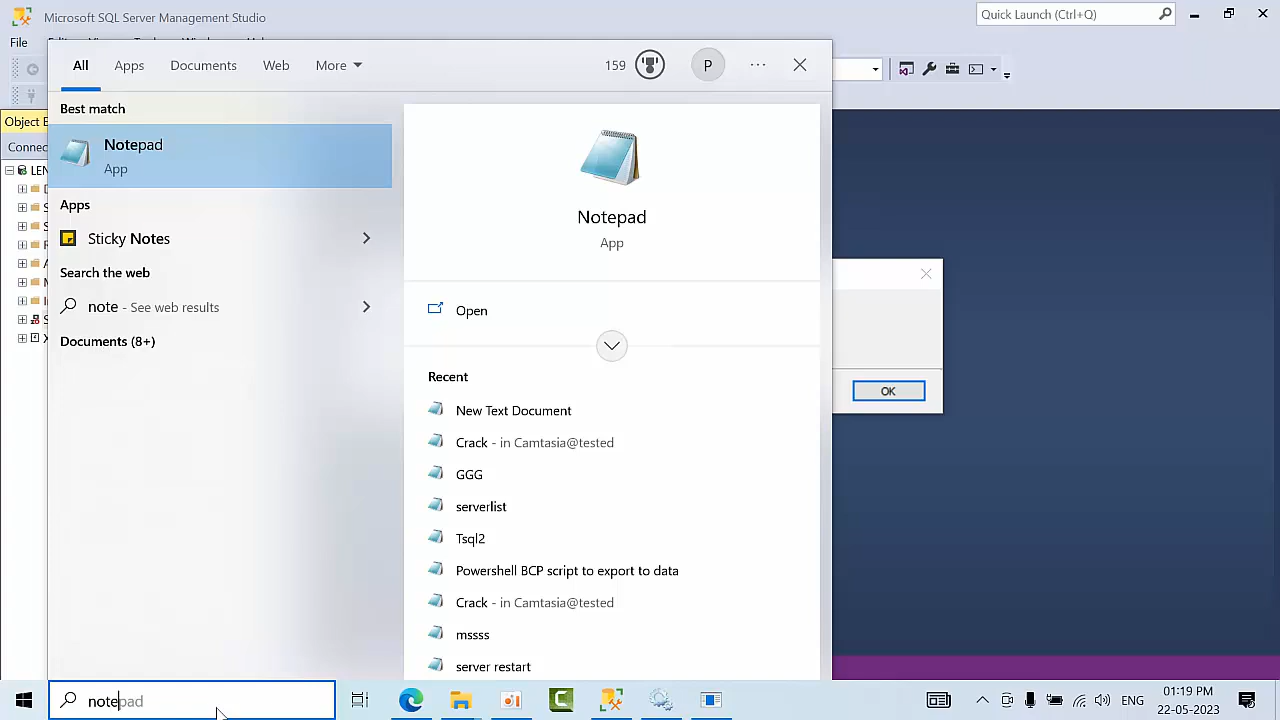 Microsoft SQL Server Management Studio
Quick Launch (Ctrl+Q)
File
All
Apps
Documents
Web
More
159
P
Best match
Object E
Connec
Notepad
App
Apps
Sticky Notes
Search the web
note - See web results
Documents (8+)
LEN
Notepad
App
Open
Recent
New Text Document
Crack - in Camtasia@tested
GGG
serverlist
Tsql2
Powershell BCP script to export to data
Crack - in Camtasia@tested
mssss
server restart
OK
notepad
ENG
01:19 PM
22-05-2023